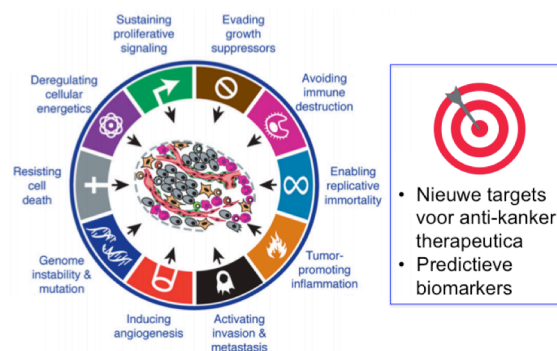 Sustaining
proliferative
signaling
Evading
growth
suppressors
Deregulating
cellular
energetics
Avoiding
immune
destruction
Resisting
cell
death
Enabling
replicative
immortality
Genome
instability &
mutation
Tumor-
promoting
inflammation
Inducing
angiogenesis
Activating
invasion &
metastasis
• Nieuwe targets
voor anti-kanker
therapeutica
• Predictieve
biomarkers